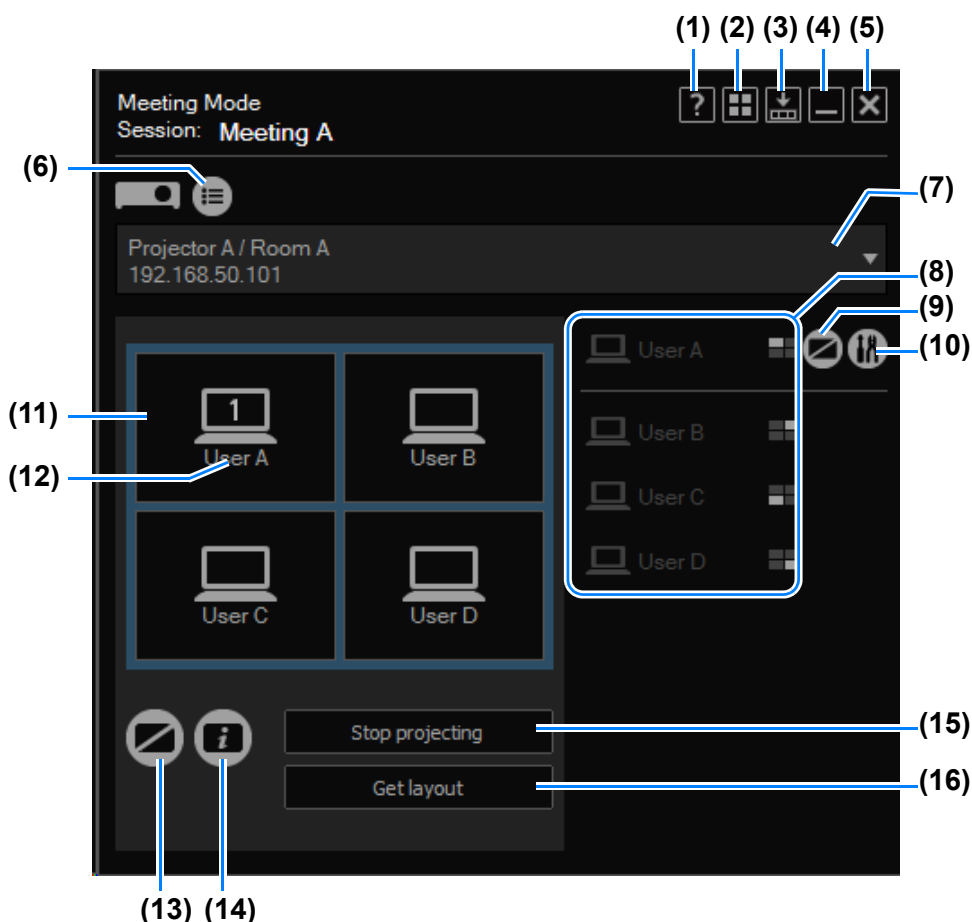 (1) (2) (3) (4) (5)
?
Meeting Mode
Session: Meeting A
(6)
(7)
Projector A / Room A
192.168.50.101
(8)
(9)
User A
(10)
(11)
1
User A
User B
User B
(12)
User C
User D
User C
User D
i
Stop projecting
(15)
Get layout
(16)
(13) (14)